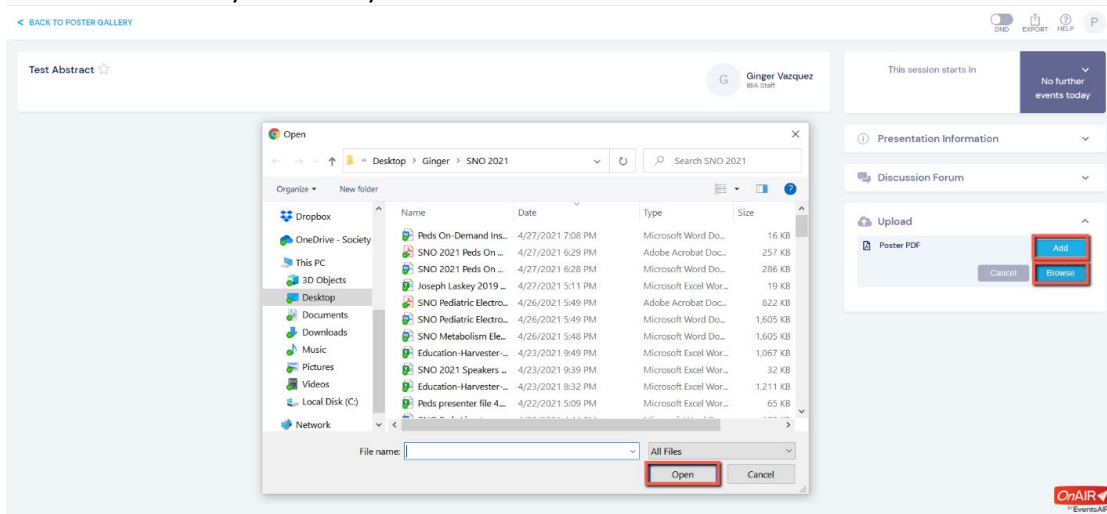 < BACK TO POSTER GALLERY
DND EXPORT HELP P
Test Abstract
G Ginger Vazquez
IBIA Staff
This session starts in
No further
events today
Open
« Desktop > Ginger > SNO 2021
Search SNO 2021
Organize
New folder
Name Date Type Size
Dropbox
OneDrive - Society
This PC
3D Objects
Desktop
Documents
Downloads
Music
Pictures
Videos
Local Disk (C:)
Network
Peds On-Demand Ins... 4/27/2021 7:08 PM Microsoft Word Do... 16 KB
SNO 2021 Peds On ... 4/27/2021 6:29 PM Adobe Acrobat Doc... 257 KB
SNO 2021 Peds On ... 4/27/2021 6:28 PM Microsoft Word Do... 286 KB
Joseph Laskey 2019 ... 4/27/2021 5:11 PM Microsoft Excel Wor... 19 KB
SNO Pediatric Electro... 4/26/2021 5:49 PM Adobe Acrobat Doc... 822 KB
SNO Pediatric Electro... 4/26/2021 5:49 PM Microsoft Word Do... 1,605 KB
SNO Metabolism Ele... 4/26/2021 5:48 PM Microsoft Word Do... 1,605 KB
Education-Harvester-... 4/23/2021 9:49 PM Microsoft Excel Wor... 1,067 KB
SNO 2021 Speakers ... 4/23/2021 9:39 PM Microsoft Excel Wor... 32 KB
Education-Harvester-... 4/23/2021 8:32 PM Microsoft Excel Wor... 1,211 KB
Peds presenter file 4... 4/22/2021 5:09 PM Microsoft Excel Wor... 65 KB
File name:
All Files
Open Cancel
Presentation Information
Discussion Forum
Upload
Poster PDF Add
Cancel Browse
OnAIR
BY EventsAIR